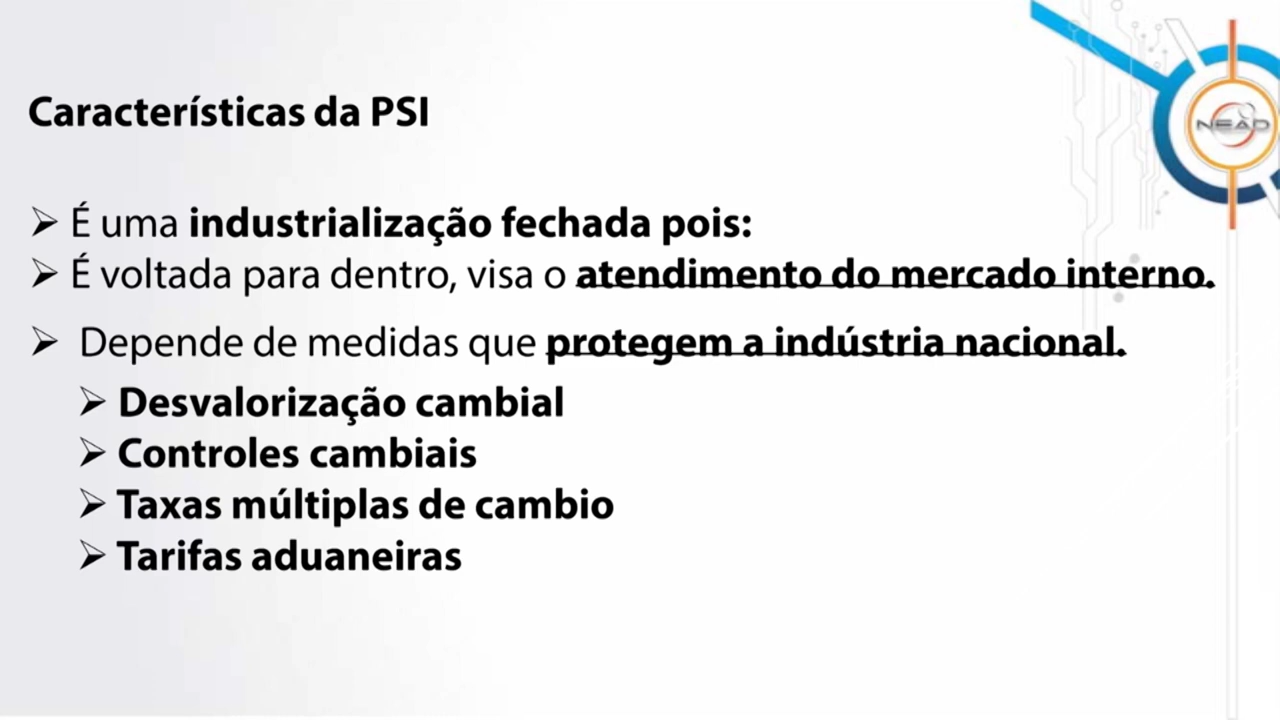 Características da PSI
NEAD
➢ É uma industrialização fechada pois:
➢ É voltada para dentro, visa o atendimento do mercado interno.
➢ Depende de medidas que protegem a indústria nacional.
➢ Desvalorização cambial
➢ Controles cambiais
➢ Taxas múltiplas de cambio
➢ Tarifas aduaneiras